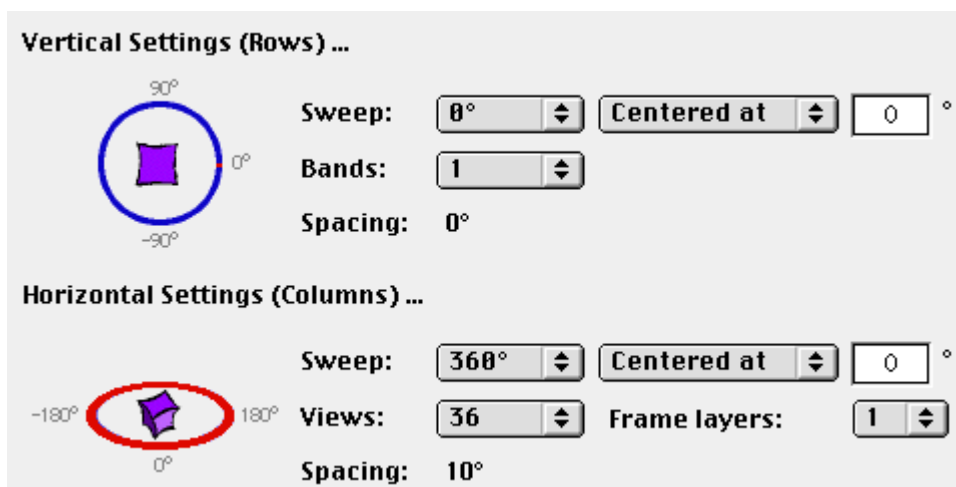 Vertical Settings (Rows) ...
90°
Sweep: 0° Centered at 0 °
0°
Bands: 1
Spacing: 0°
-90°
Horizontal Settings (Columns) ...
Sweep: 360° Centered at 0 °
-180° 180° Views: 36 Frame layers: 1
0°
Spacing: 10°